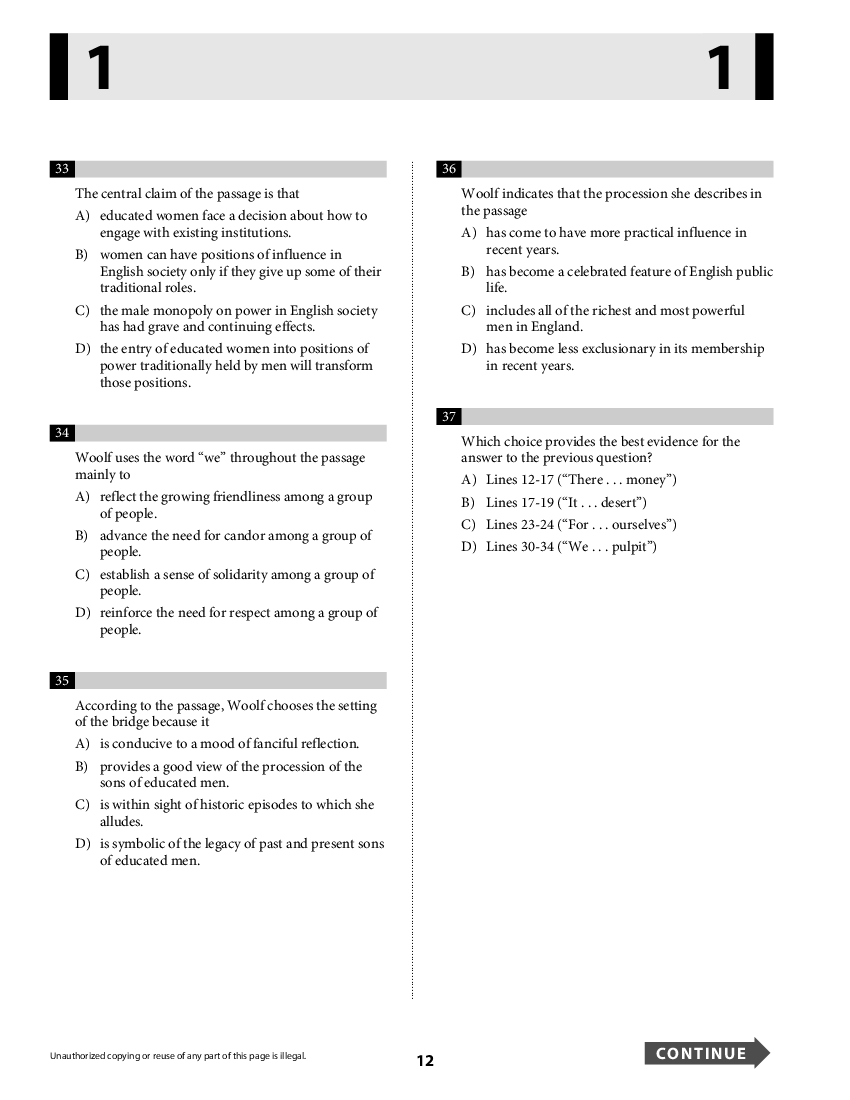 1 1
33
The central claim of the passage is that
A) educated women face a decision about how to
engage with existing institutions.
B) women can have positions of influence in
English society only if they give up some of their
traditional roles.
C) the male monopoly on power in English society
has had grave and continuing effects.
D) the entry of educated women into positions of
power traditionally held by men will transform
those positions.
34
Woolf uses the word “we” throughout the passage
mainly to
A) reflect the growing friendliness among a group
of people.
B) advance the need for candor among a group of
people.
C) establish a sense of solidarity among a group of
people.
D) reinforce the need for respect among a group of
people.
35
According to the passage, Woolf chooses the setting
of the bridge because it
A) is conducive to a mood of fanciful reflection.
B) provides a good view of the procession of the
sons of educated men.
C) is within sight of historic episodes to which she
alludes.
D) is symbolic of the legacy of past and present sons
of educated men.
36
Woolf indicates that the procession she describes in
the passage
A) has come to have more practical influence in
recent years.
B) has become a celebrated feature of English public
life.
C) includes all of the richest and most powerful
men in England.
D) has become less exclusionary in its membership
in recent years.
37
Which choice provides the best evidence for the
answer to the previous question?
A) Lines 12-17 (“There . . . money”)
B) Lines 17-19 (“It . . . desert”)
C) Lines 23-24 (“For . . . ourselves”)
D) Lines 30-34 (“We . . . pulpit”)
Unauthorized copying or reuse of any part of this page is illegal.
12
CONTINUE